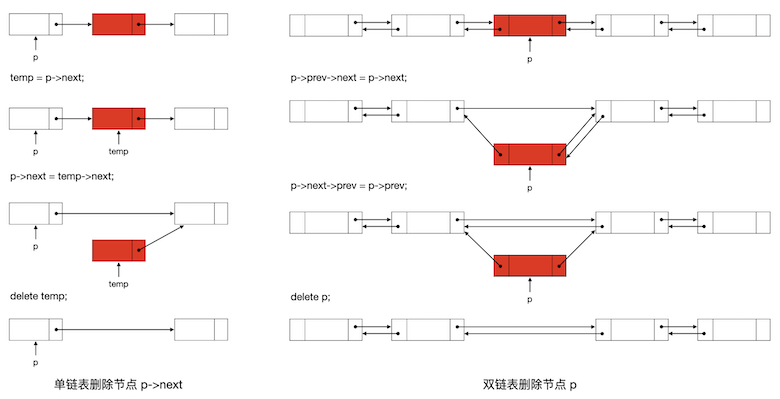 p
temp = p->next;
p
temp
p->next = temp->next;
p
temp
delete temp;
p
单链表删除节点 p->next
p
p->prev->next = p->next;
p
p->next->prev = p->prev;
p
delete p;
双链表删除节点 p